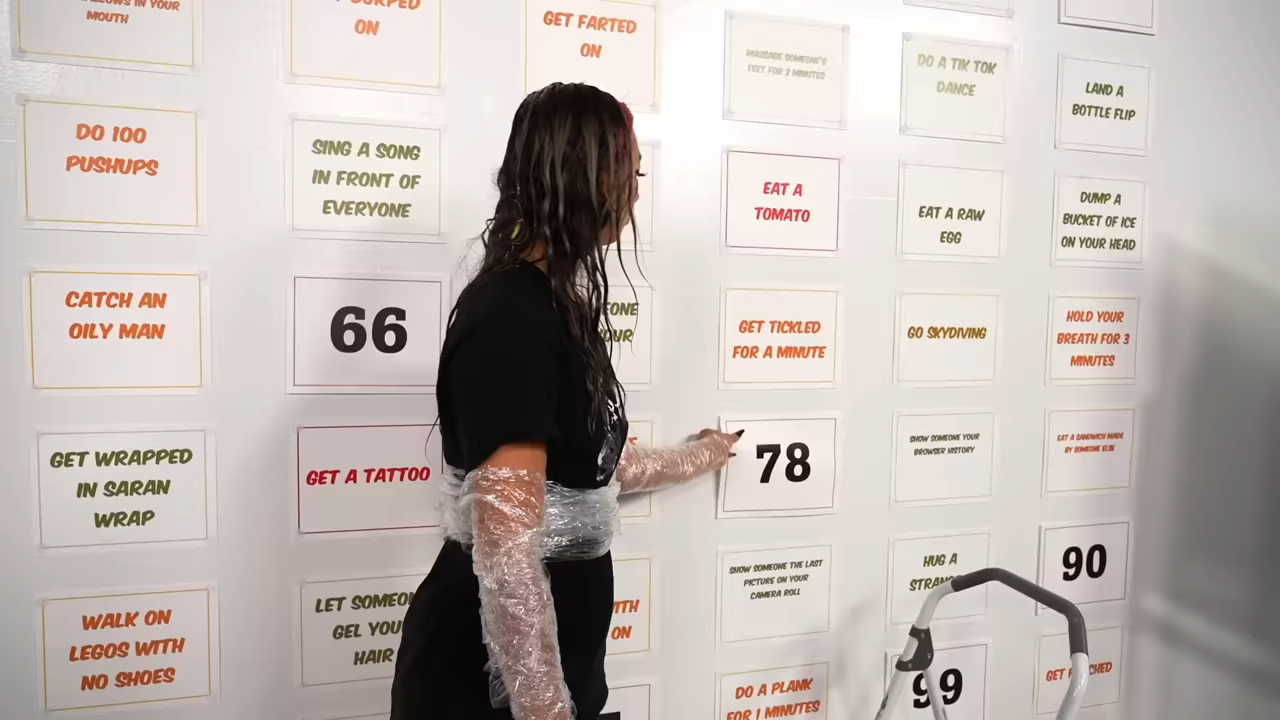 IN YOUR
MOUTH
ON
GET FARTED
ON
MASSAGE SOMEONE'S
FEET FOR 2 MINUTES
DO A TIK TOK
DANCE
LAND A
BOTTLE FLIP
DO 100
PUSHUPS
SING A SONG
IN FRONT OF
EVERYONE
EAT A
TOMATO
EAT A RAW
EGG
DUMP A
BUCKET OF ICE
ON YOUR HEAD
CATCH AN
OILY MAN
66
GET TICKLED
FOR A MINUTE
GO SKYDIVING
HOLD YOUR
BREATH FOR 3
MINUTES
GET WRAPPED
IN SARAN
WRAP
GET A TATTOO
78
SHOW SOMEONE YOUR
BROWSER HISTORY
EAT A SANDWICH MADE
BY SOMEONE ELSE
WALK ON
LEGOS WITH
NO SHOES
LET
GEL
HAIR
ON
SHOW SOMEONE THE LAST
PICTURE ON YOUR
CAMERA ROLL
HUG A
90
DO A PLANK
FOR 1 MINUTES
99
GET